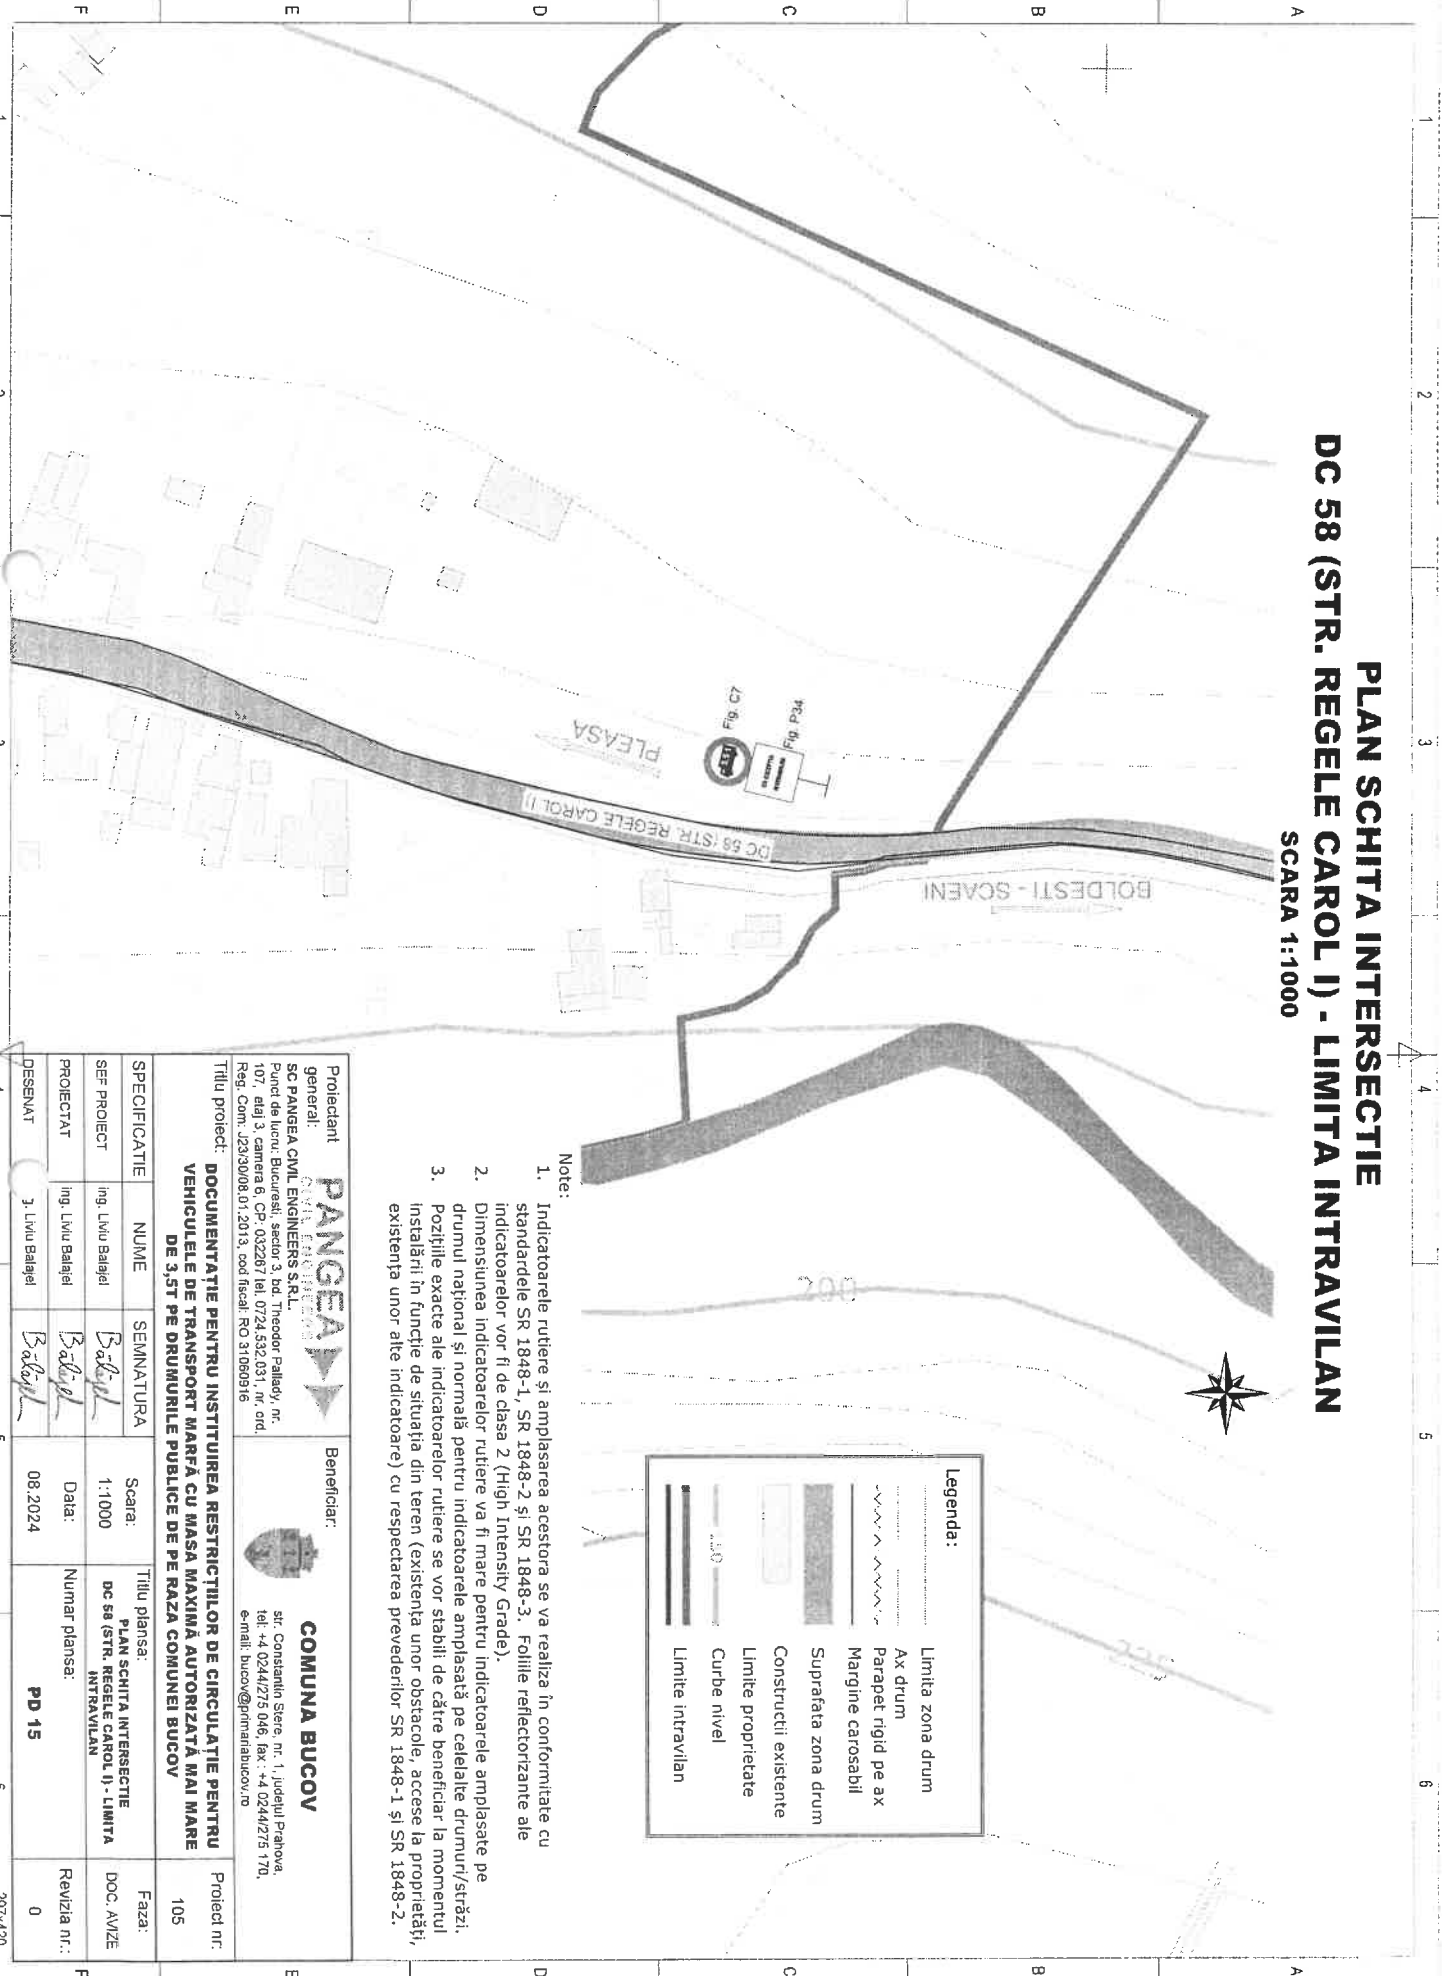 PLAN SCHITA INTERSECTIE
DC 58 (STR. REGELE CAROL I) - LIMITA INTRAVILAN
SCARA 1:1000
Fig. P34
Fig. C7
PLEASA
DC 58 (STR. REGELE CAROL I)
BOLDESTI - SCAENI
200
225
Legenda:
Limita zona drum
Ax drum
Parapet rigid pe ax
Margine carosabil
Suprafata zona drum
Constructii existente
Limite proprietate
Curbe nivel
Limite intravilan
Note:
1. Indicatoarele rutiere și amplasarea acestora se va realiza în conformitate cu
standardele SR 1848-1, SR 1848-2 și SR 1848-3. Foliile reflectorizante ale
indicatoarelor vor fi de clasa 2 (High Intensity Grade).
2. Dimensiunea indicatoarelor rutiere va fi mare pentru indicatoarele amplasate pe
drumul național și normală pentru indicatoarele amplasată pe celelalte drumuri/străzi.
3. Pozițiile exacte ale indicatoarelor rutiere se vor stabili de către beneficiar la momentul
instalării în funcție de situația din teren (existența unor obstacole, accese la proprietăți,
existența unor alte indicatoare) cu respectarea prevederilor SR 1848-1 și SR 1848-2.
Proiectant
general:
PANGEA
CIVIL ENGINEERS
SC PANGEA CIVIL ENGINEERS S.R.L.
Punct de lucru: Bucuresti, sector 3, bd. Theodor Pallady, nr.
107, etaj 3, camera 6, CP: 032267 tel. 0724.532.031, nr. ord.
Reg. Com: J23/30/08.01.2013, cod fiscal: RO 31060916
Beneficiar:
COMUNA BUCOV
str. Constantin Stere, nr. 1, județul Prahova,
tel: +4 0244/275 046, fax: +4 0244/275 170,
e-mail: bucov@primariabucov.ro
Titlu proiect:
DOCUMENTAȚIE PENTRU INSTITUIREA RESTRICȚIILOR DE CIRCULAȚIE PENTRU
VEHICULELE DE TRANSPORT MARFĂ CU MASA MAXIMĂ AUTORIZATĂ MAI MARE
DE 3,5T PE DRUMURILE PUBLICE DE PE RAZA COMUNEI BUCOV
Proiect nr:
105
SPECIFICATIE NUME SEMNATURA
SEF PROIECT ing. Liviu Balajel Balajel
PROIECTAT ing. Liviu Balajel Balajel
DESENAT g. Liviu Balajel Balajel
Scara:
1:1000
Data:
08.2024
Titlu plansa:
PLAN SCHITA INTERSECTIE
DC 58 (STR. REGELE CAROL I) - LIMITA
INTRAVILAN
Numar plansa:
PD 15
Faza:
DOC. AVIZE
Revizia nr.:
0
297x420